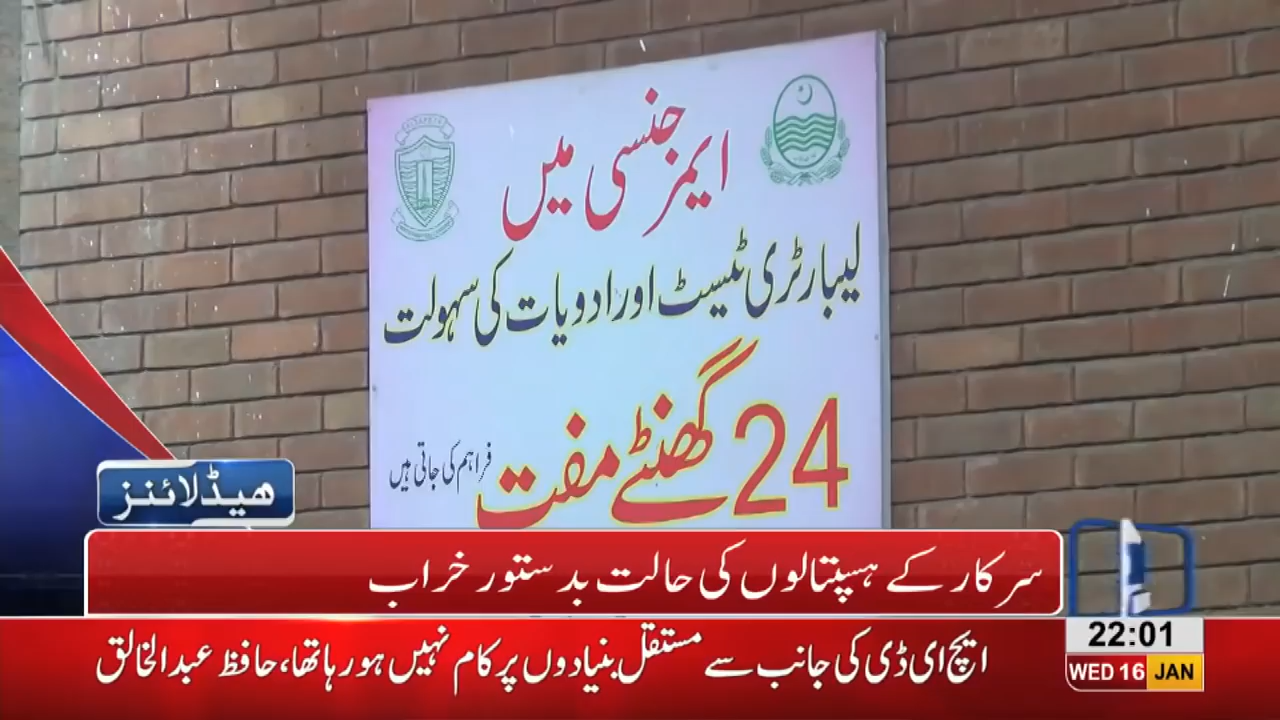 ایمرجنسی میں
لیبارٹری ٹیسٹ اور ادویات کی سہولت
24 گھنٹے مفت
فراہم کی جاتی ہیں
ھیڈلائنز
سرکار کے ہسپتالوں کی حالت بدستور خراب
ایچ ای ڈی کی جانب سے مستقل بنیادوں پر کام نہیں ہو رہا تھا، حافظ عبدالخالق
22:01
WED 16 JAN